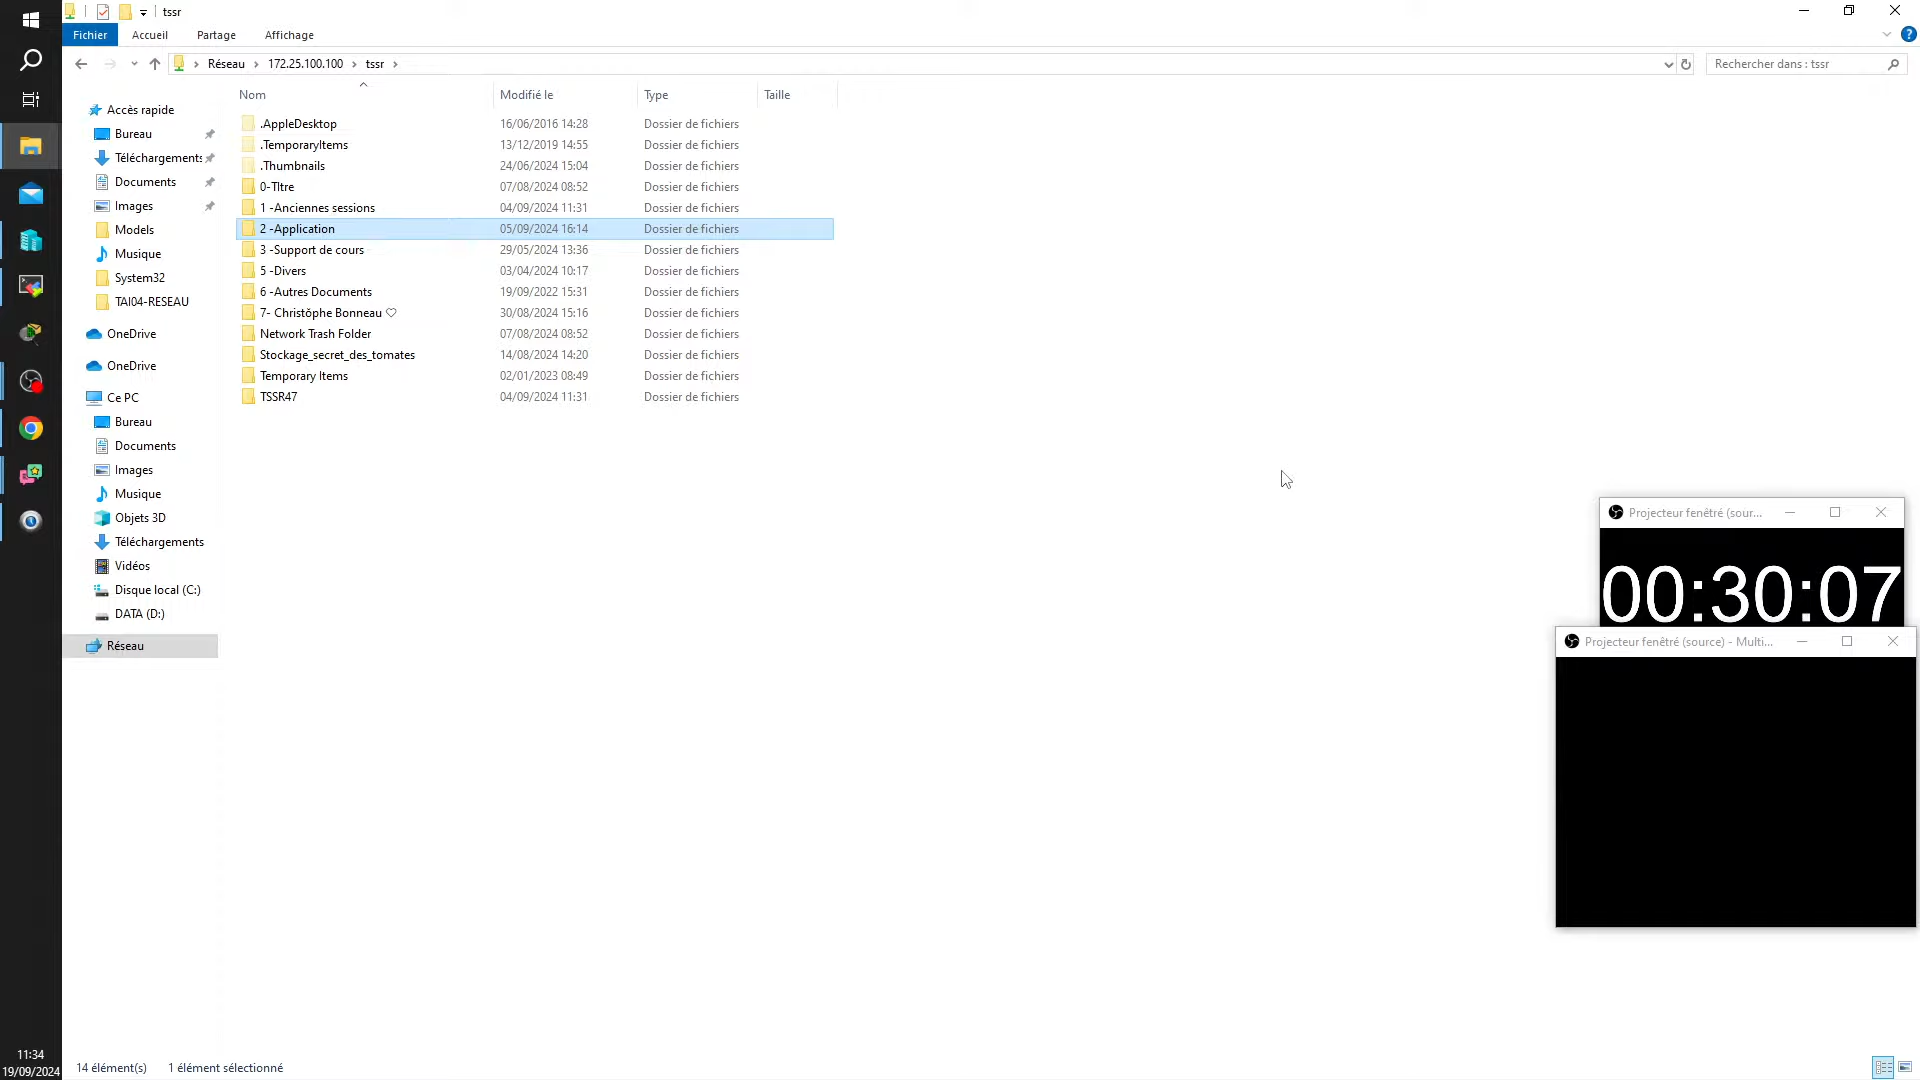 tssr
Fichier
Accueil
Partage
Affichage
Réseau
172.25.100.100
tssr
Rechercher dans : tssr
Nom
Modifié le
Type
Taille
.AppleDesktop 16/06/2016 14:28 Dossier de fichiers
.TemporaryItems 13/12/2019 14:55 Dossier de fichiers
.Thumbnails 24/06/2024 15:04 Dossier de fichiers
0-TItre 07/08/2024 08:52 Dossier de fichiers
1 -Anciennes sessions 04/09/2024 11:31 Dossier de fichiers
2 -Application 05/09/2024 16:14 Dossier de fichiers
3 -Support de cours 29/05/2024 13:36 Dossier de fichiers
5 -Divers 03/04/2024 10:17 Dossier de fichiers
6 -Autres Documents 19/09/2022 15:31 Dossier de fichiers
7- Christôphe Bonneau ♡ 30/08/2024 15:16 Dossier de fichiers
Network Trash Folder 07/08/2024 08:52 Dossier de fichiers
Stockage_secret_des_tomates 14/08/2024 14:20 Dossier de fichiers
Temporary Items 02/01/2023 08:49 Dossier de fichiers
TSSR47 04/09/2024 11:31 Dossier de fichiers
Accès rapide
Bureau
Téléchargements
Documents
Images
Models
Musique
System32
TAI04-RESEAU
OneDrive
OneDrive
Ce PC
Bureau
Documents
Images
Musique
Objets 3D
Téléchargements
Vidéos
Disque local (C:)
DATA (D:)
Réseau
Projecteur fenêtré (sour...
00:30:07
Projecteur fenêtré (source) - Multi...
14 élément(s)
1 élément sélectionné
11:34
19/09/2024